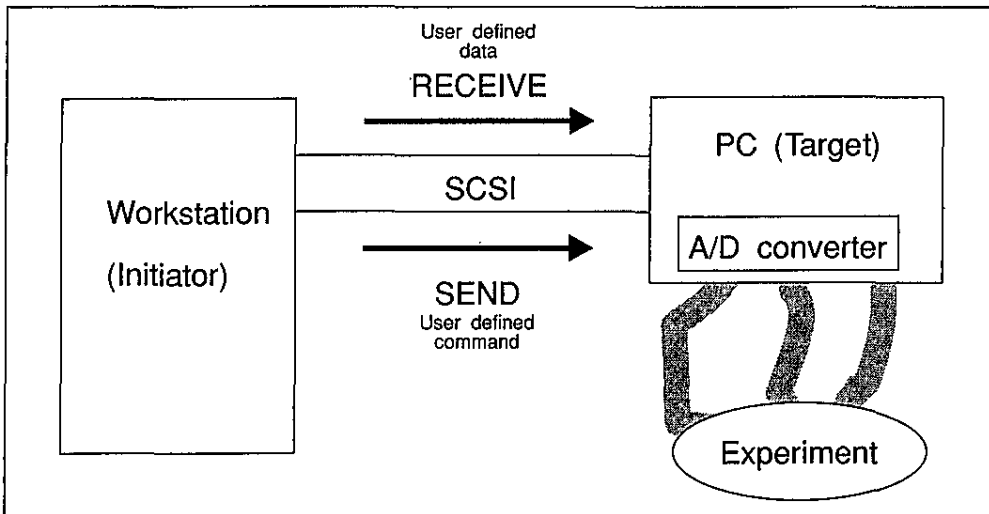 User defined
data
RECEIVE
Workstation
(Initiator)
SCSI
SEND
User defined
command
PC (Target)
A/D converter
Experiment